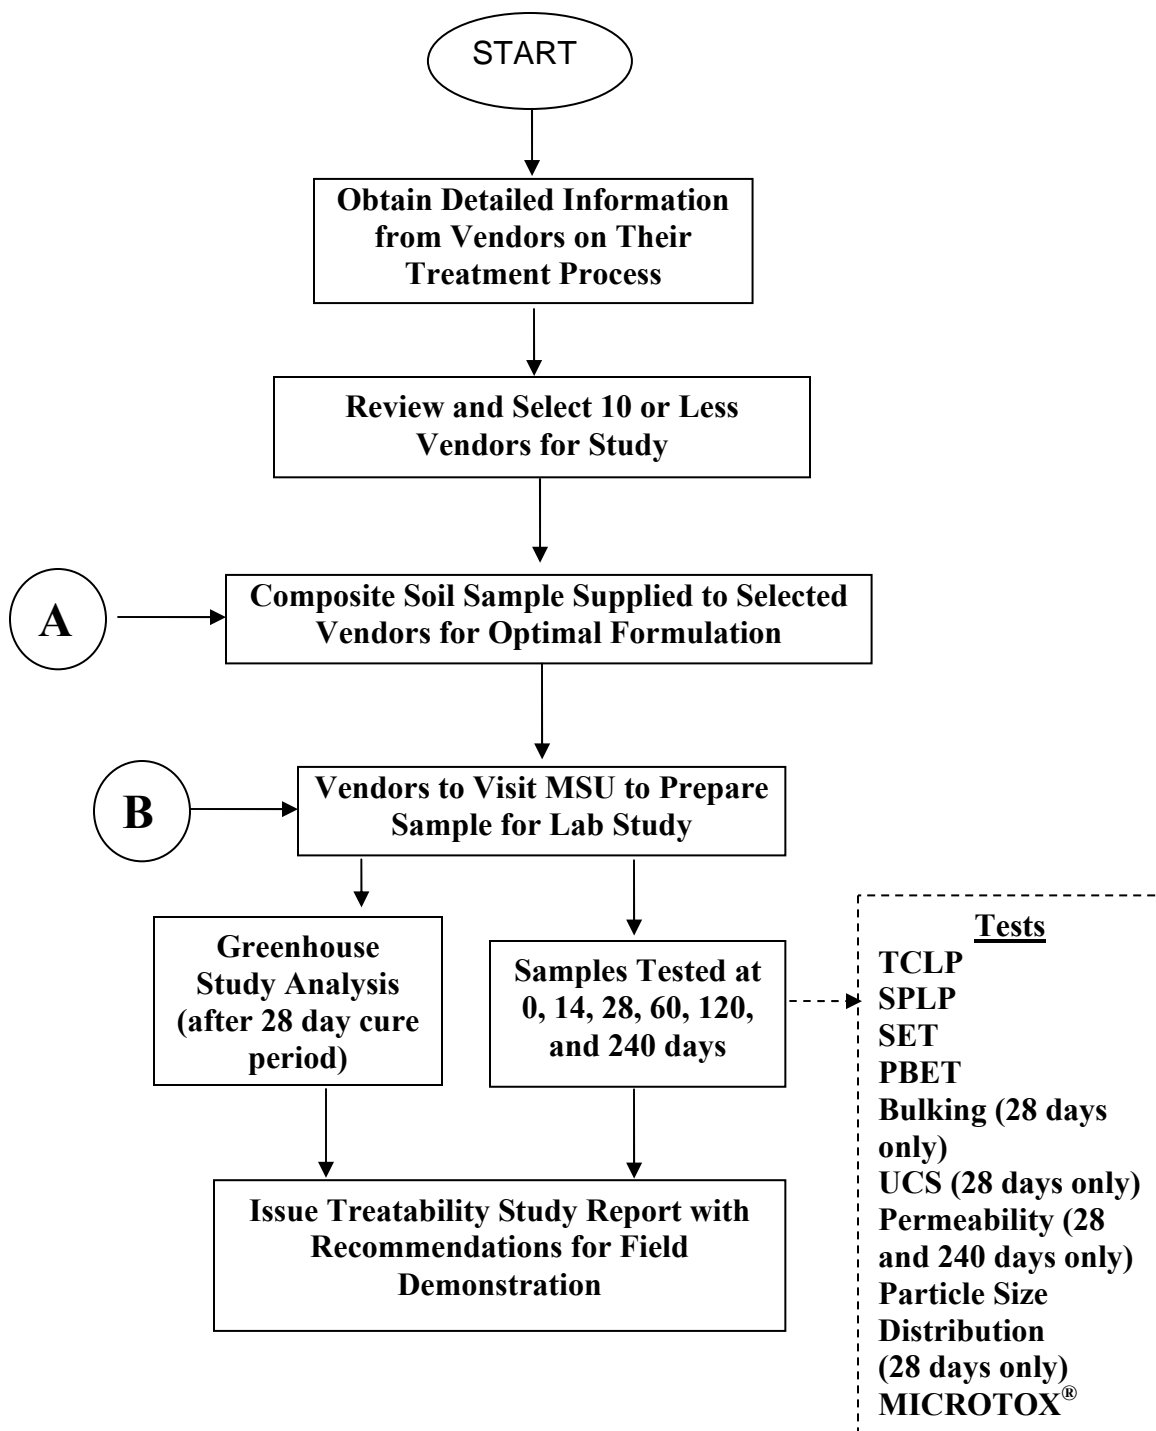 START
Obtain Detailed Information
from Vendors on Their
Treatment Process
Review and Select 10 or Less
Vendors for Study
A
Composite Soil Sample Supplied to Selected
Vendors for Optimal Formulation
B
Vendors to Visit MSU to Prepare
Sample for Lab Study
Greenhouse
Study Analysis
(after 28 day cure
period)
Samples Tested at
0, 14, 28, 60, 120,
and 240 days
Tests
TCLP
SPLP
SET
PBET
Bulking (28 days
only)
UCS (28 days only)
Permeability (28
and 240 days only)
Particle Size
Distribution
(28 days only)
MICROTOX®
Issue Treatability Study Report with
Recommendations for Field
Demonstration